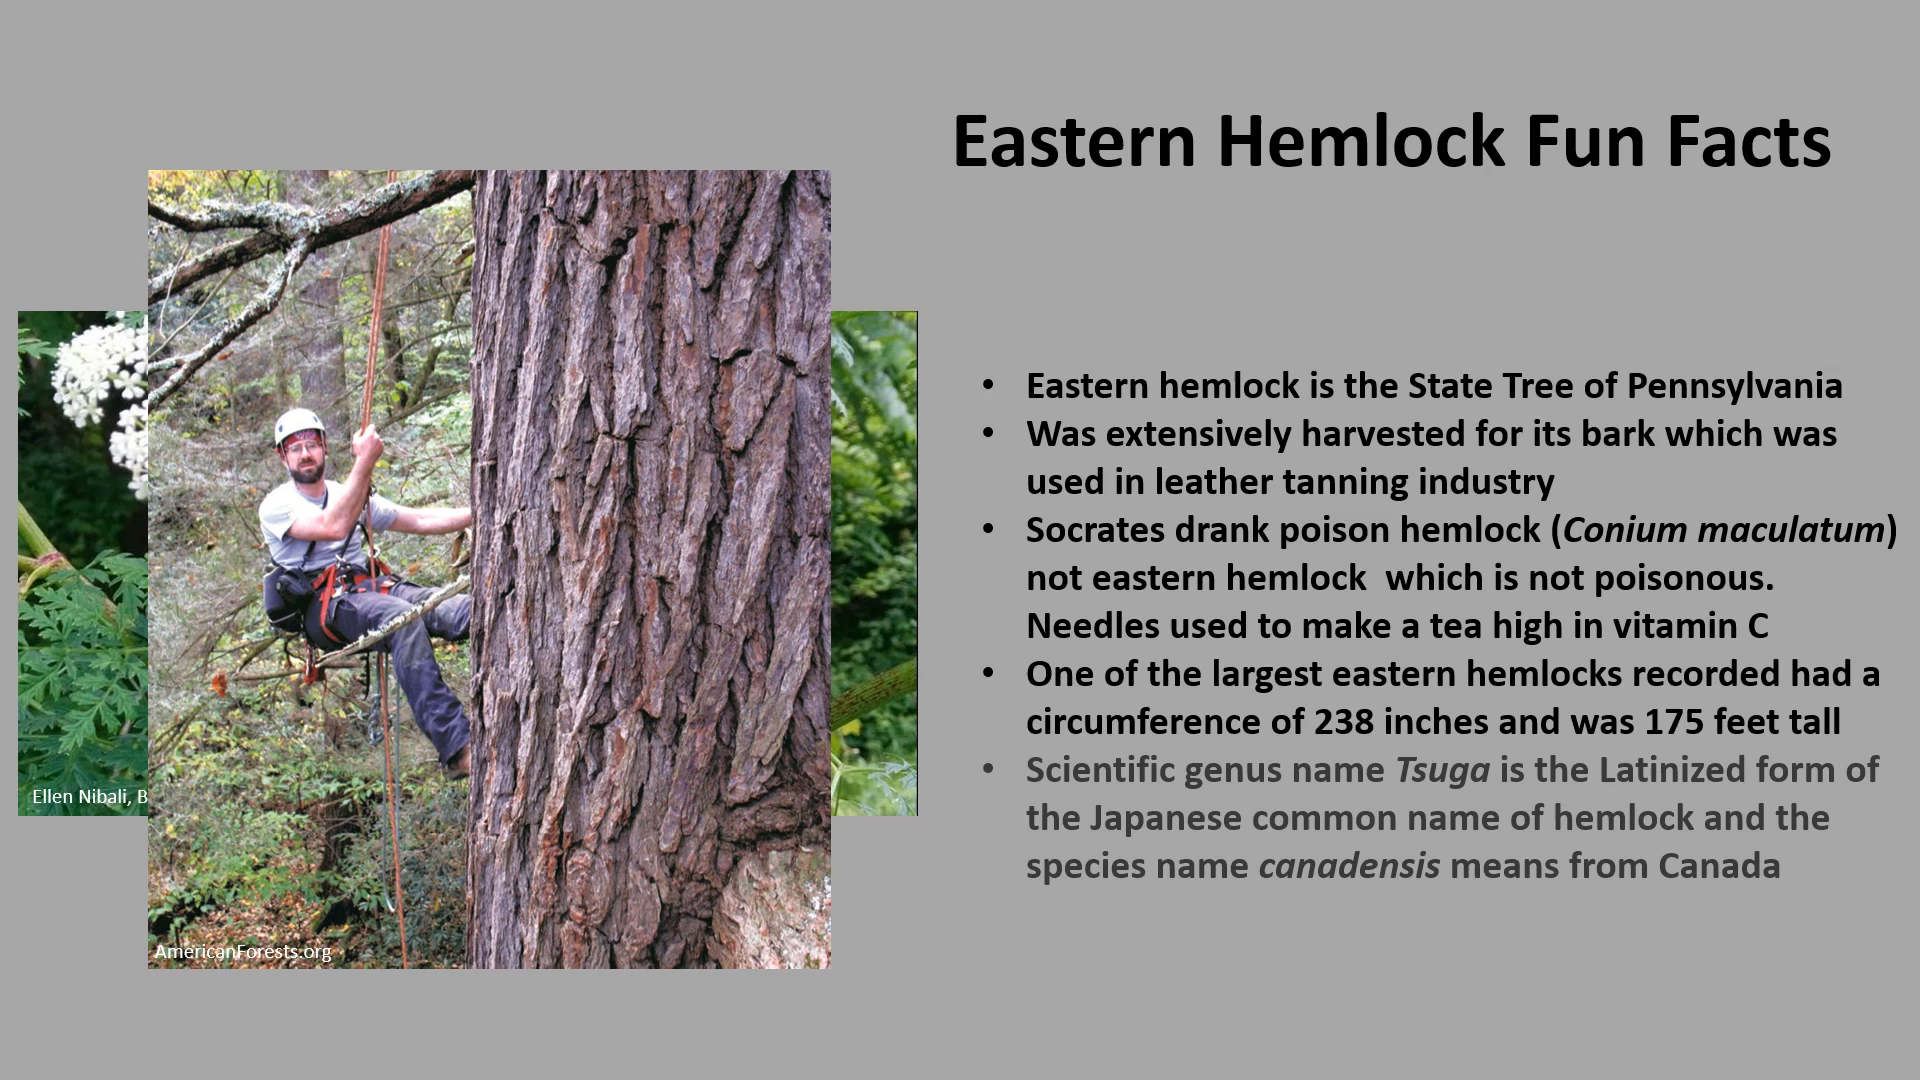 Eastern Hemlock Fun Facts
• Eastern hemlock is the State Tree of Pennsylvania
• Was extensively harvested for its bark which was
used in leather tanning industry
• Socrates drank poison hemlock (Conium maculatum)
not eastern hemlock  which is not poisonous.
Needles used to make a tea high in vitamin C
• One of the largest eastern hemlocks recorded had a
circumference of 238 inches and was 175 feet tall
• Scientific genus name Tsuga is the Latinized form of
the Japanese common name of hemlock and the
species name canadensis means from Canada
Ellen Nibali, B
AmericanForests.org